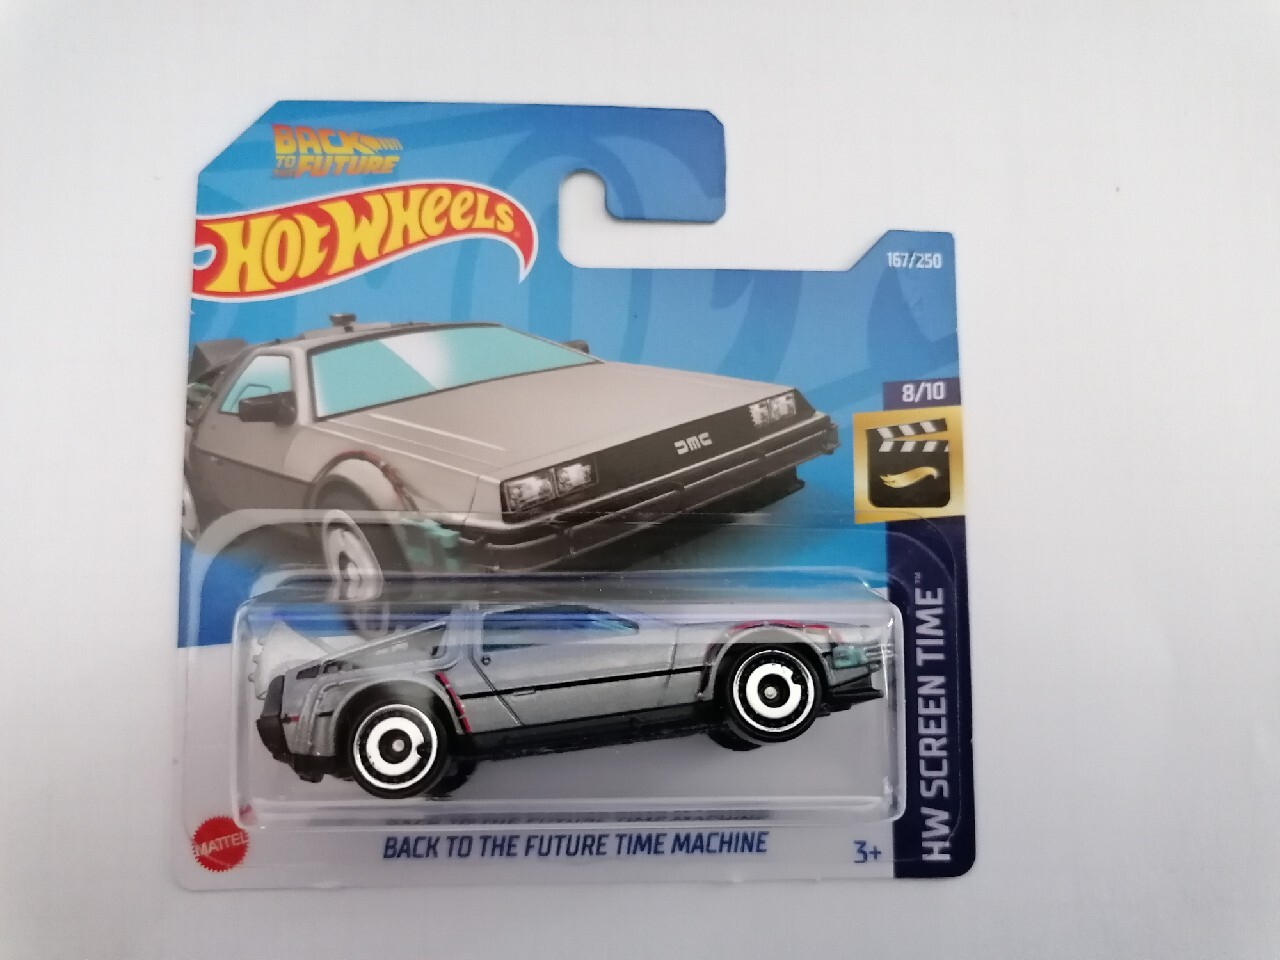 BACK
TO THE FUTURE
HOT WHEELS
167/250
8/10
DMC
HW SCREEN TIME™
MATTEL
BACK TO THE FUTURE TIME MACHINE
3+